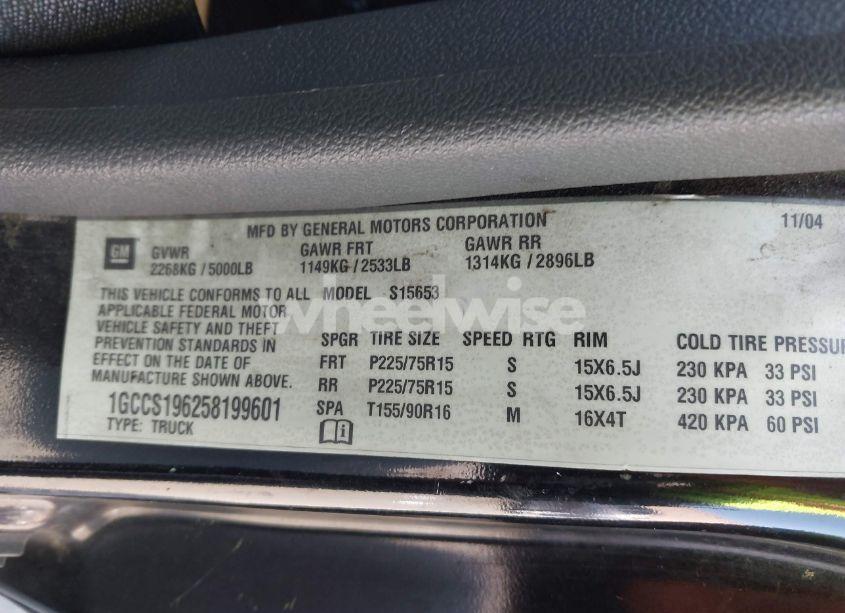 MFD BY GENERAL MOTORS CORPORATION 11/04
GM GVWR GAWR FRT GAWR RR
2268KG / 5000LB 1149KG / 2533LB 1314KG / 2896LB
THIS VEHICLE CONFORMS TO ALL MODEL S15653
APPLICABLE FEDERAL MOTOR
VEHICLE SAFETY AND THEFT
PREVENTION STANDARDS IN
EFFECT ON THE DATE OF
MANUFACTURE SHOWN ABOVE.
1GCCS196258199601
TYPE: TRUCK
SPGR TIRE SIZE SPEED RTG RIM COLD TIRE PRESSUR
FRT P225/75R15 S 15X6.5J 230 KPA 33 PSI
RR P225/75R15 S 15X6.5J 230 KPA 33 PSI
SPA T155/90R16 M 16X4T 420 KPA 60 PSI
wheelwise